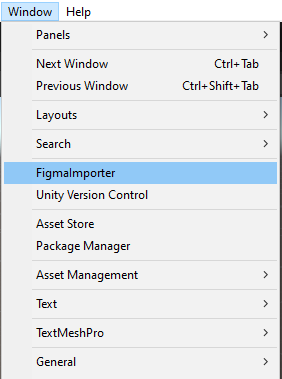 Window Help
Panels
Next Window Ctrl+Tab
Previous Window Ctrl+Shift+Tab
Layouts
Search
FigmaImporter
Unity Version Control
Asset Store
Package Manager
Asset Management
Text
TextMeshPro
General